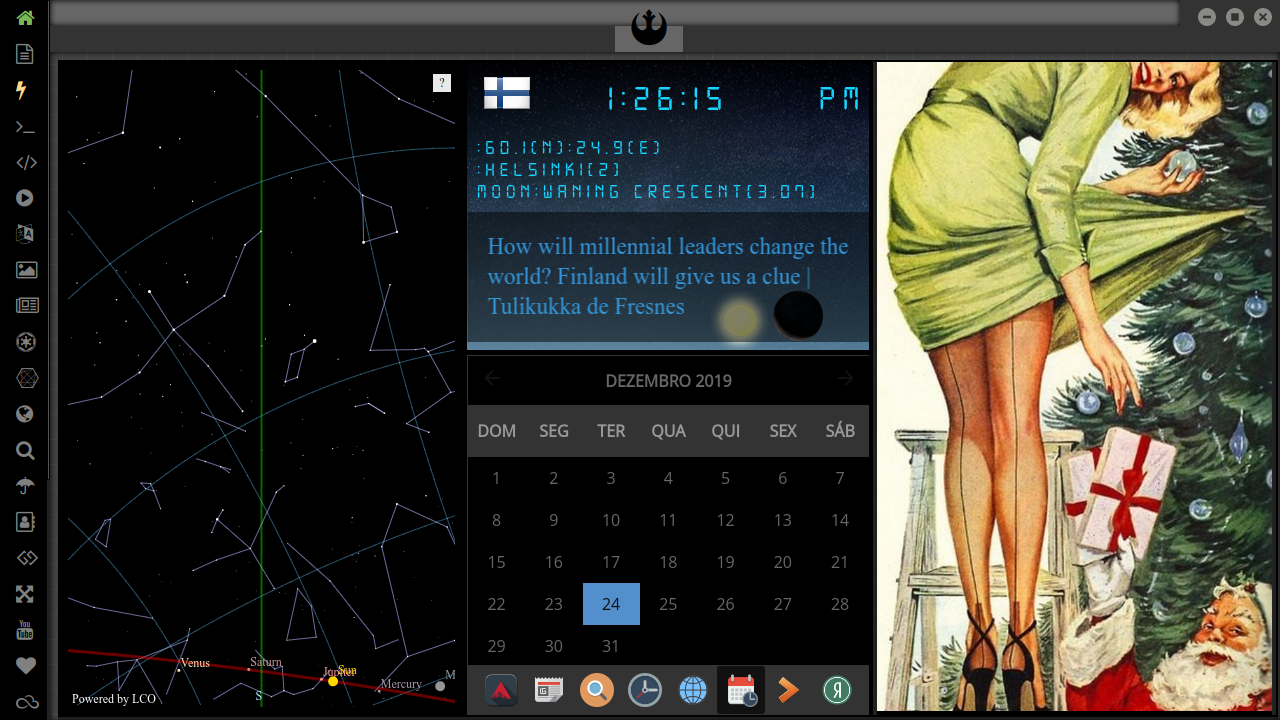 ?
1:26:15 PM
:60.1(N):24.9(E)
:HELSINKI(2)
MOON:WANING CRESCENT(3.07)
How will millennial leaders change the
world? Finland will give us a clue |
Tulikukka de Fresnes
DEZEMBRO 2019
DOM SEG TER QUA QUI SEX SÁB
1 2 3 4 5 6 7
8 9 10 11 12 13 14
15 16 17 18 19 20 21
22 23 24 25 26 27 28
29 30 31
Venus
Saturn
Jupiter
Sun
Mercury
M
Powered by LCO
S
You
Tube
Я